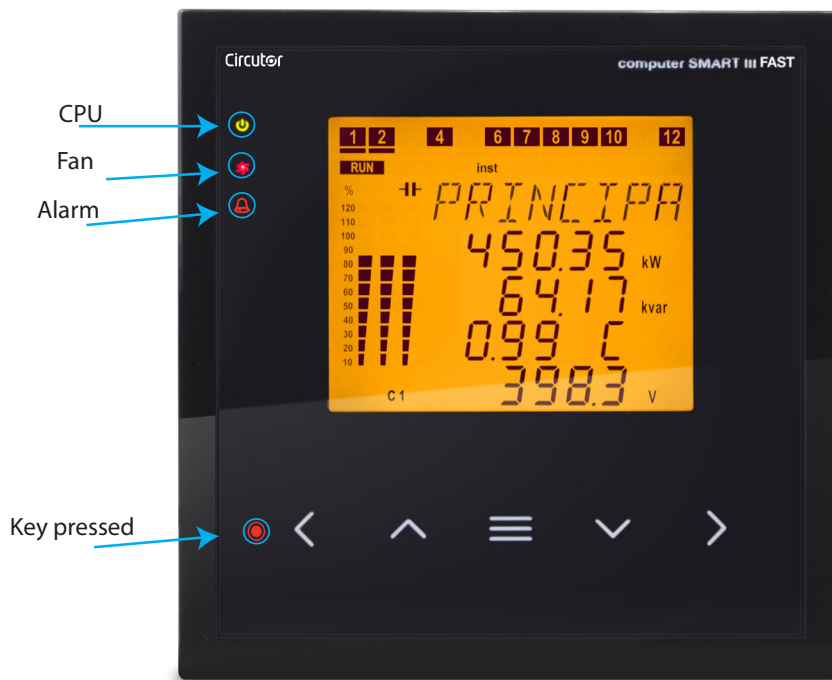 Circutor
computer SMART III FAST
CPU
Fan
Alarm
1 2 4 6 7 8 9 10 12
RUN inst
%
PRINCIPA
120
110
100
90
80
70
60
50
40
30
20
10
450.35 kW
64.17 kvar
0.99 C
398.3 V
C 1
Key pressed